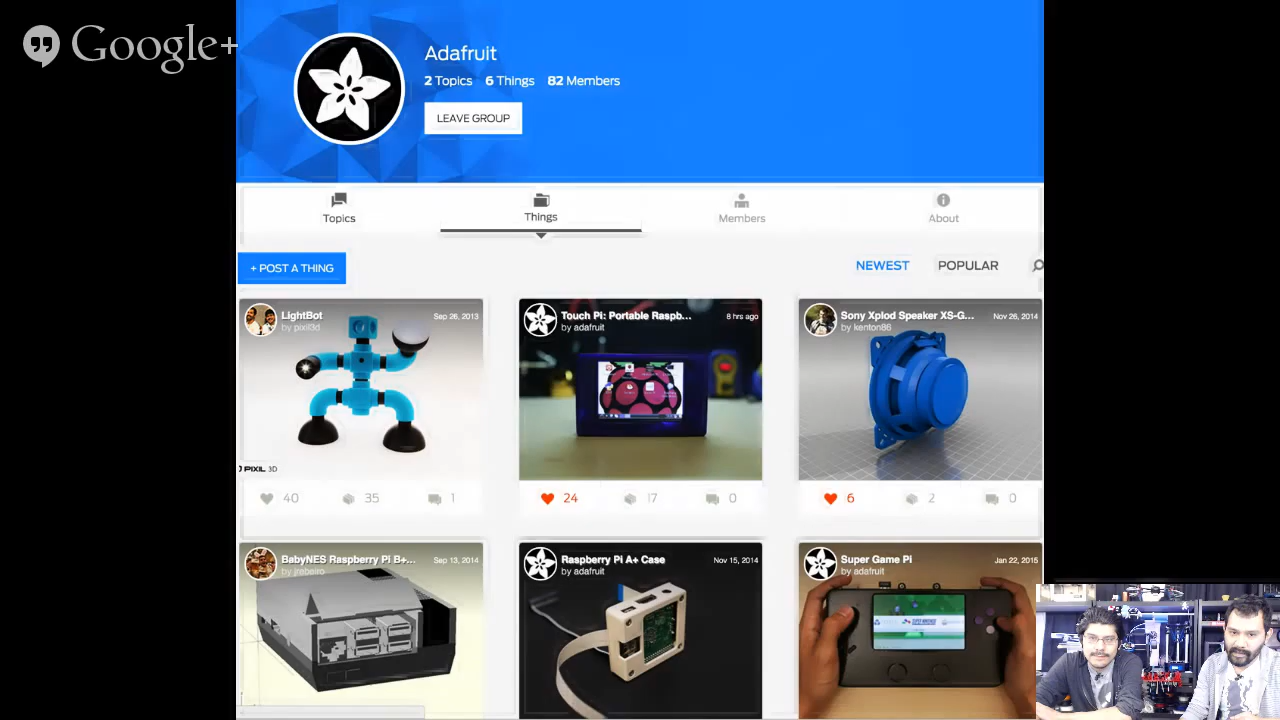 Google+
Adafruit
2 Topics 6 Things 82 Members
LEAVE GROUP
Topics Things Members About
+ POST A THING
NEWEST POPULAR
LightBot
by pixil3d
Sep 26, 2013
PIXIL 3D
40 35 1
Touch Pi: Portable Raspb...
by adafruit
8 hrs ago
24 17 0
Sony Xplod Speaker XS-G...
by kenton86
Nov 26, 2014
6 2 0
BabyNES Raspberry Pi B+...
by jrebeiro
Sep 13, 2014
Raspberry Pi A+ Case
by adafruit
Nov 15, 2014
Super Game Pi
by adafruit
Jan 22, 2015